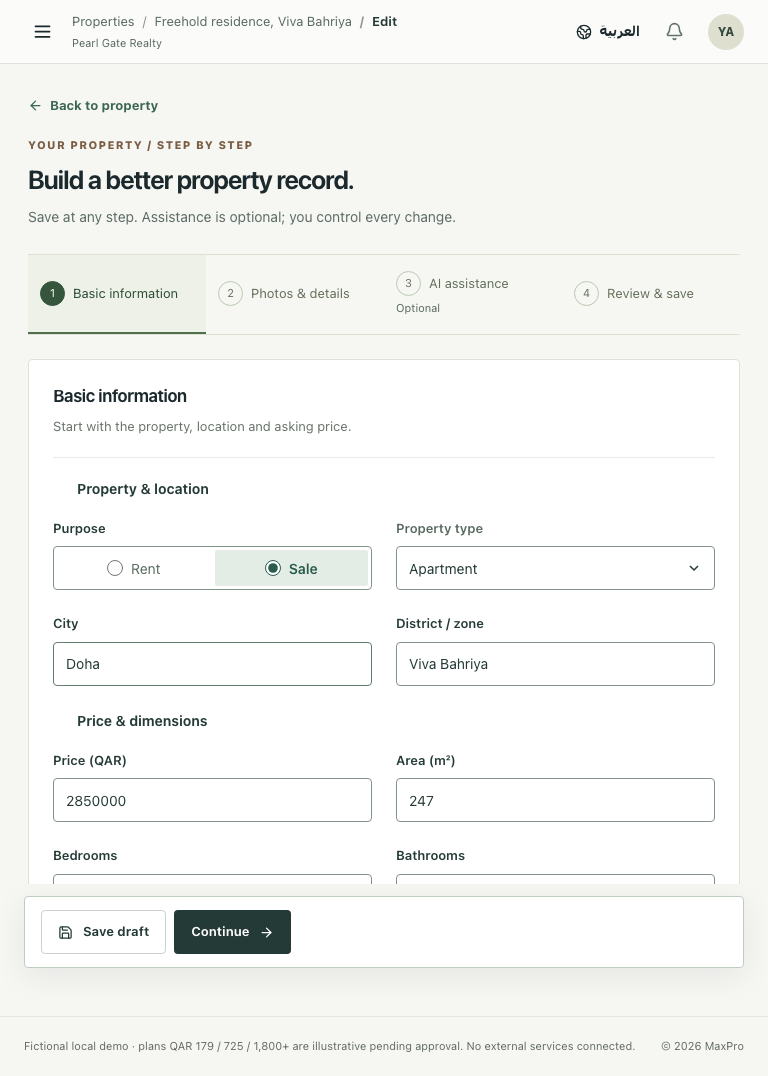 Properties / Freehold residence, Viva Bahriya / Edit
Pearl Gate Realty
العربية
YA
Back to property
YOUR PROPERTY / STEP BY STEP
Build a better property record.
Save at any step. Assistance is optional; you control every change.
1 Basic information
2 Photos & details
3 AI assistance
Optional
4 Review & save
Basic information
Start with the property, location and asking price.
Property & location
Purpose
Property type
Rent
Sale
Apartment
City
District / zone
Doha
Viva Bahriya
Price & dimensions
Price (QAR)
Area (m²)
2850000
247
Bedrooms
Bathrooms
Save draft
Continue
Fictional local demo · plans QAR 179 / 725 / 1,800+ are illustrative pending approval. No external services connected.
© 2026 MaxPro